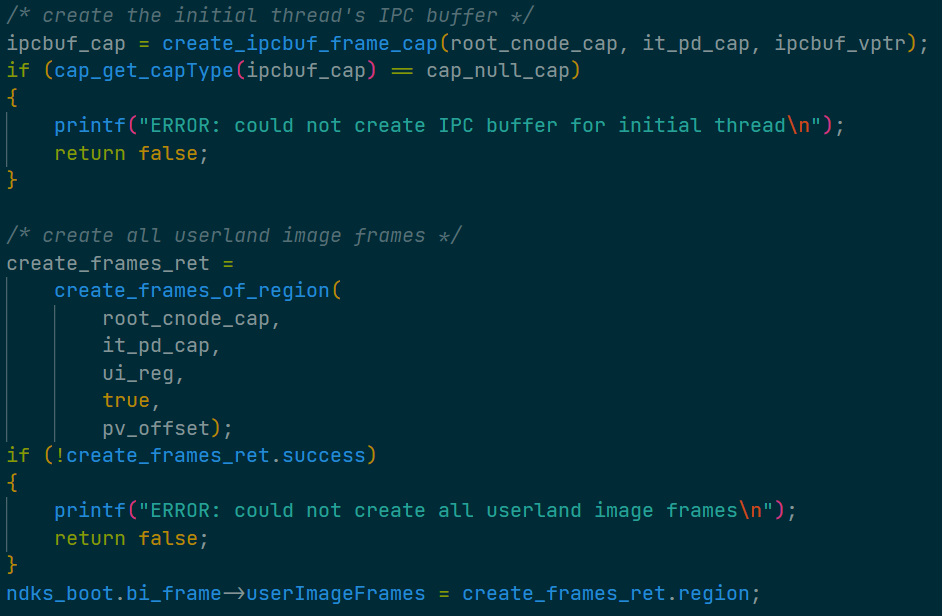 /* create the initial thread's IPC buffer */
ipcbuf_cap = create_ipcbuf_frame_cap(root_cnode_cap, it_pd_cap, ipcbuf_vptr);
if (cap_get_capType(ipcbuf_cap) == cap_null_cap)
{
    printf("ERROR: could not create IPC buffer for initial thread\n");
    return false;
}

/* create all userland image frames */
create_frames_ret =
    create_frames_of_region(
        root_cnode_cap,
        it_pd_cap,
        ui_reg,
        true,
        pv_offset);
if (!create_frames_ret.success)
{
    printf("ERROR: could not create all userland image frames\n");
    return false;
}
ndks_boot.bi_frame->userImageFrames = create_frames_ret.region;